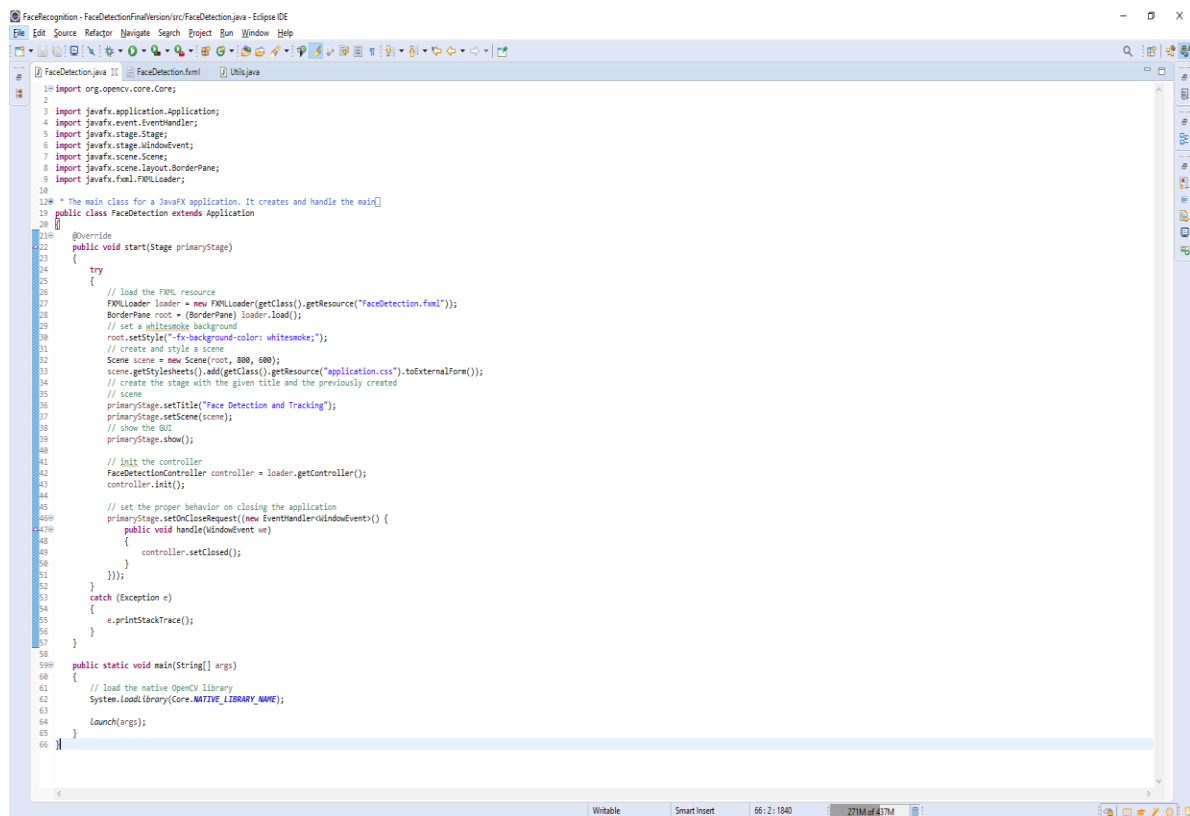 FaceRecognition - FaceDetectionFinalVersion/src/FaceDetection.java - Eclipse IDE
File Edit Source Refactor Navigate Search Project Run Window Help
FaceDetection.java FaceDetection.fxml Utils.java
1 import org.opencv.core.Core;
2
3 import javafx.application.Application;
4 import javafx.event.EventHandler;
5 import javafx.stage.Stage;
6 import javafx.stage.WindowEvent;
7 import javafx.scene.Scene;
8 import javafx.scene.layout.BorderPane;
9 import javafx.fxml.FXMLLoader;
10
12 * The main class for a JavaFX application. It creates and handle the main
19 public class FaceDetection extends Application
20 {
21 @Override
22 public void start(Stage primaryStage)
23 {
24 try
25 {
26 // load the FXML resource
27 FXMLLoader loader = new FXMLLoader(getClass().getResource("FaceDetection.fxml"));
28 BorderPane root = (BorderPane) loader.load();
29 // set a whitesmoke background
30 root.setStyle("-fx-background-color: whitesmoke;");
31 // create and style a scene
32 Scene scene = new Scene(root, 800, 600);
33 scene.getStylesheets().add(getClass().getResource("application.css").toExternalForm());
34 // create the stage with the given title and the previously created
35 // scene
36 primaryStage.setTitle("Face Detection and Tracking");
37 primaryStage.setScene(scene);
38 // show the GUI
39 primaryStage.show();
40
41 // init the controller
42 FaceDetectionController controller = loader.getController();
43 controller.init();
44
45 // set the proper behavior on closing the application
46 primaryStage.setOnCloseRequest((new EventHandler<WindowEvent>() {
47 public void handle(WindowEvent we)
48 {
49 controller.setClosed();
50 }
51 }));
52 }
53 catch (Exception e)
54 {
55 e.printStackTrace();
56 }
57 }
58
59 public static void main(String[] args)
60 {
61 // load the native OpenCV library
62 System.loadLibrary(Core.NATIVE_LIBRARY_NAME);
63
64 launch(args);
65 }
66 }
Writable Smart Insert 66 : 2 : 1840 271M of 437M